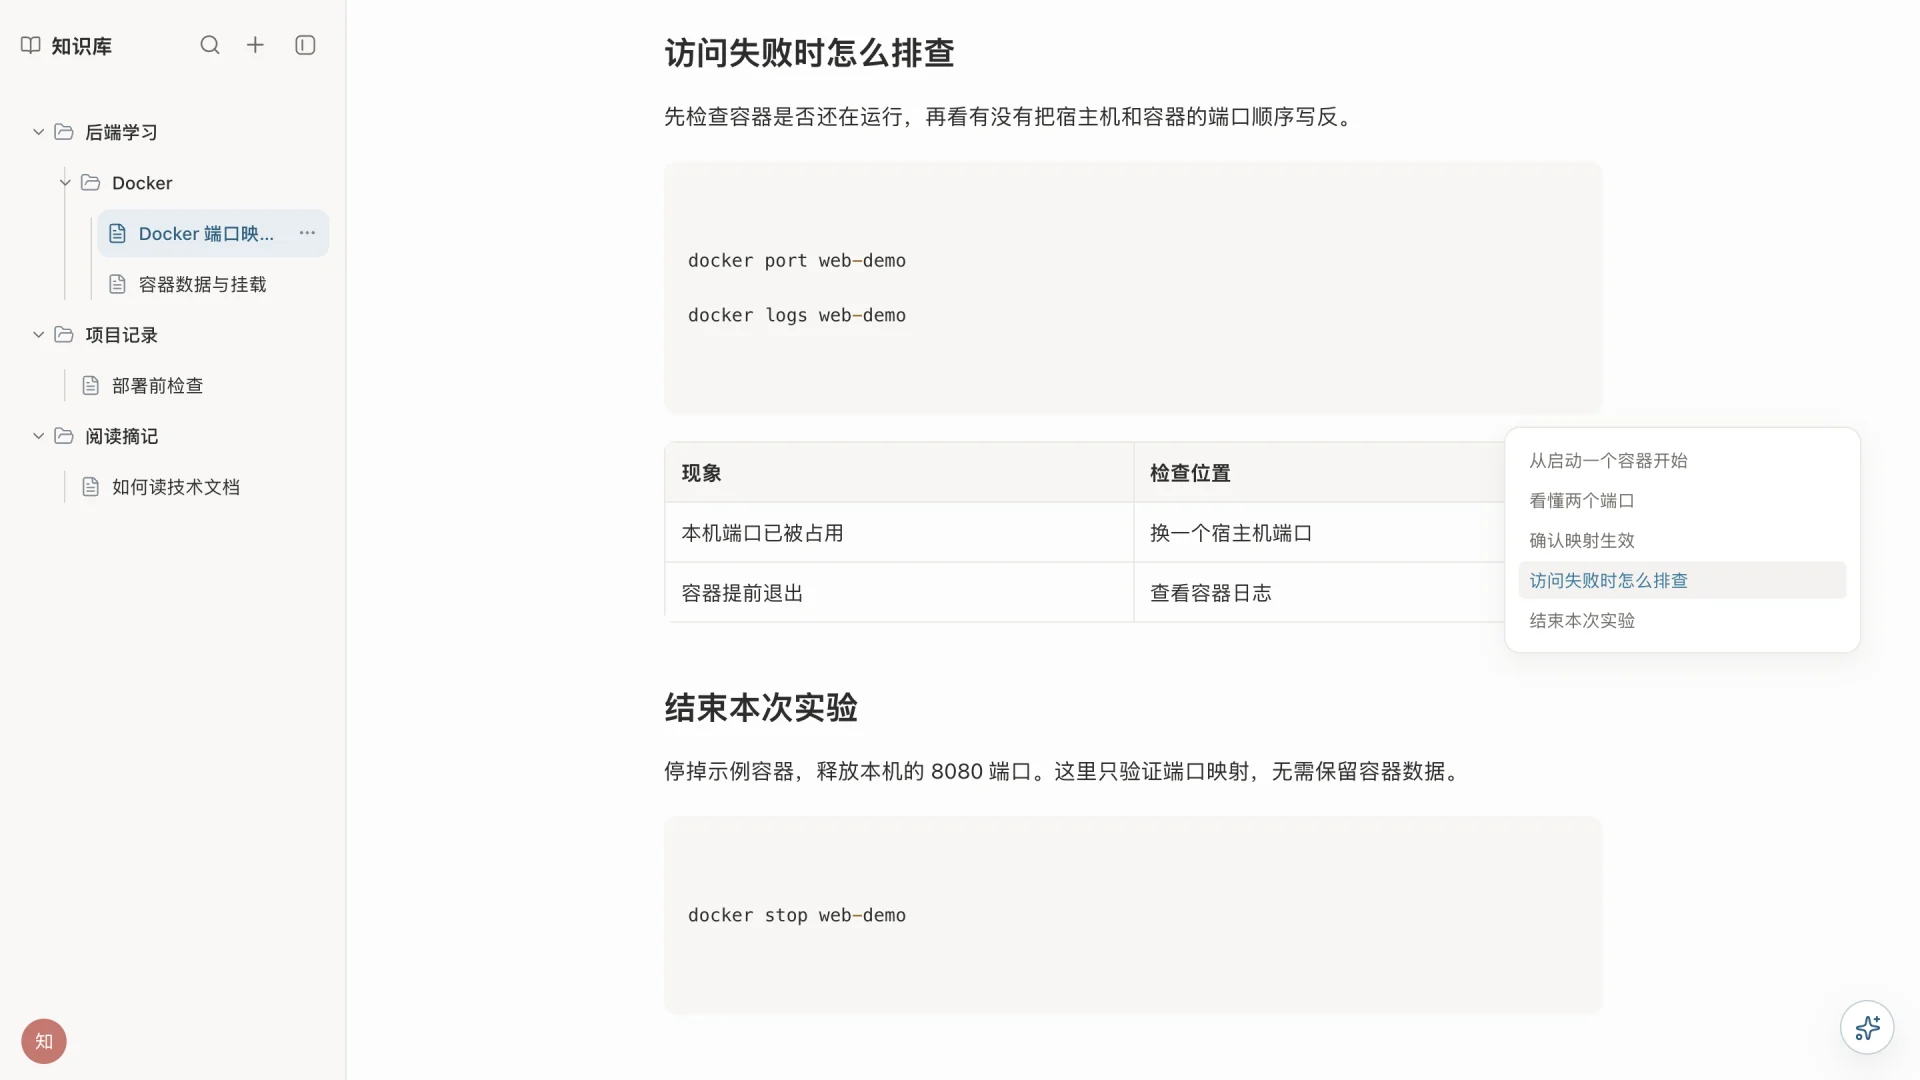 知识库
后端学习
Docker
Docker 端口映...
容器数据与挂载
项目记录
部署前检查
阅读摘记
如何读技术文档
知
访问失败时怎么排查
先检查容器是否还在运行，再看有没有把宿主机和容器的端口顺序写反。
docker port web-demo
docker logs web-demo
现象 检查位置
本机端口已被占用 换一个宿主机端口
容器提前退出 查看容器日志
结束本次实验
停掉示例容器，释放本机的 8080 端口。这里只验证端口映射，无需保留容器数据。
docker stop web-demo
从启动一个容器开始
看懂两个端口
确认映射生效
访问失败时怎么排查
结束本次实验